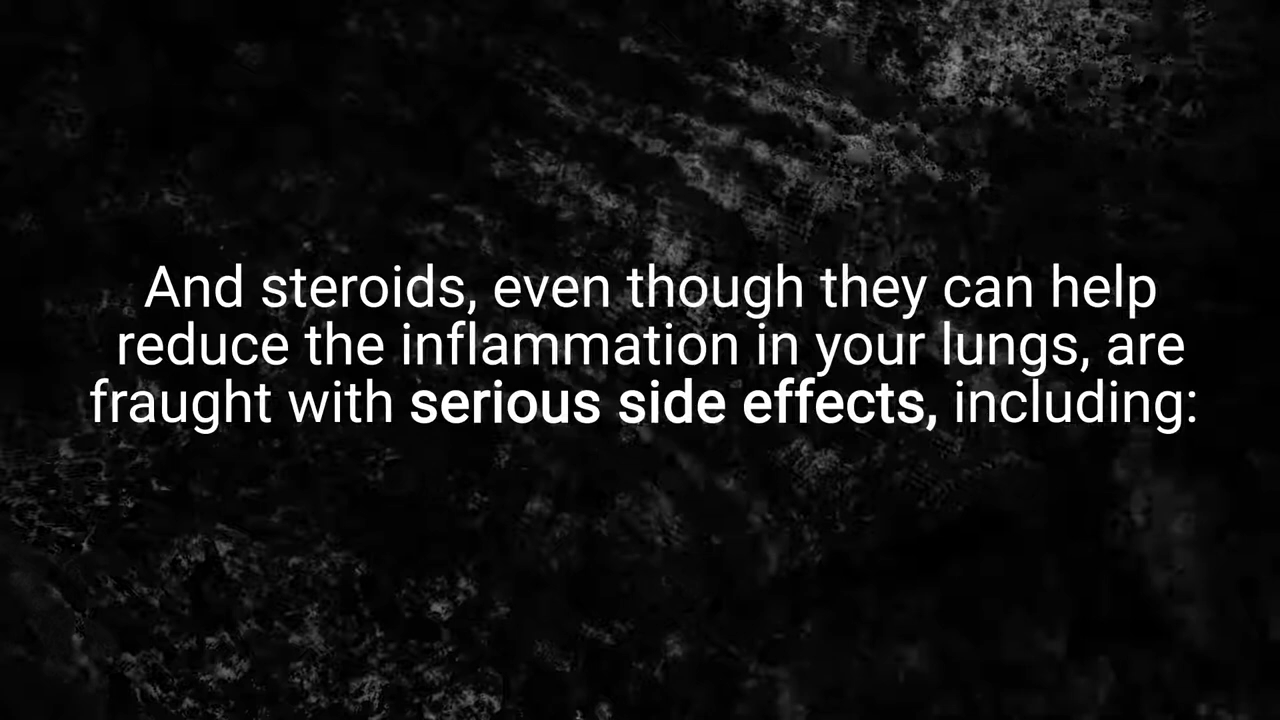 And steroids, even though they can help
reduce the inflammation in your lungs, are
fraught with serious side effects, including: